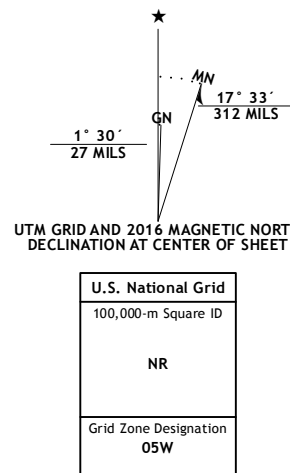 ★
MN
GN
17° 33´
312 MILS
1° 30´
27 MILS
UTM GRID AND 2016 MAGNETIC NORT
DECLINATION AT CENTER OF SHEET
U.S. National Grid
100,000-m Square ID
NR
Grid Zone Designation
05W